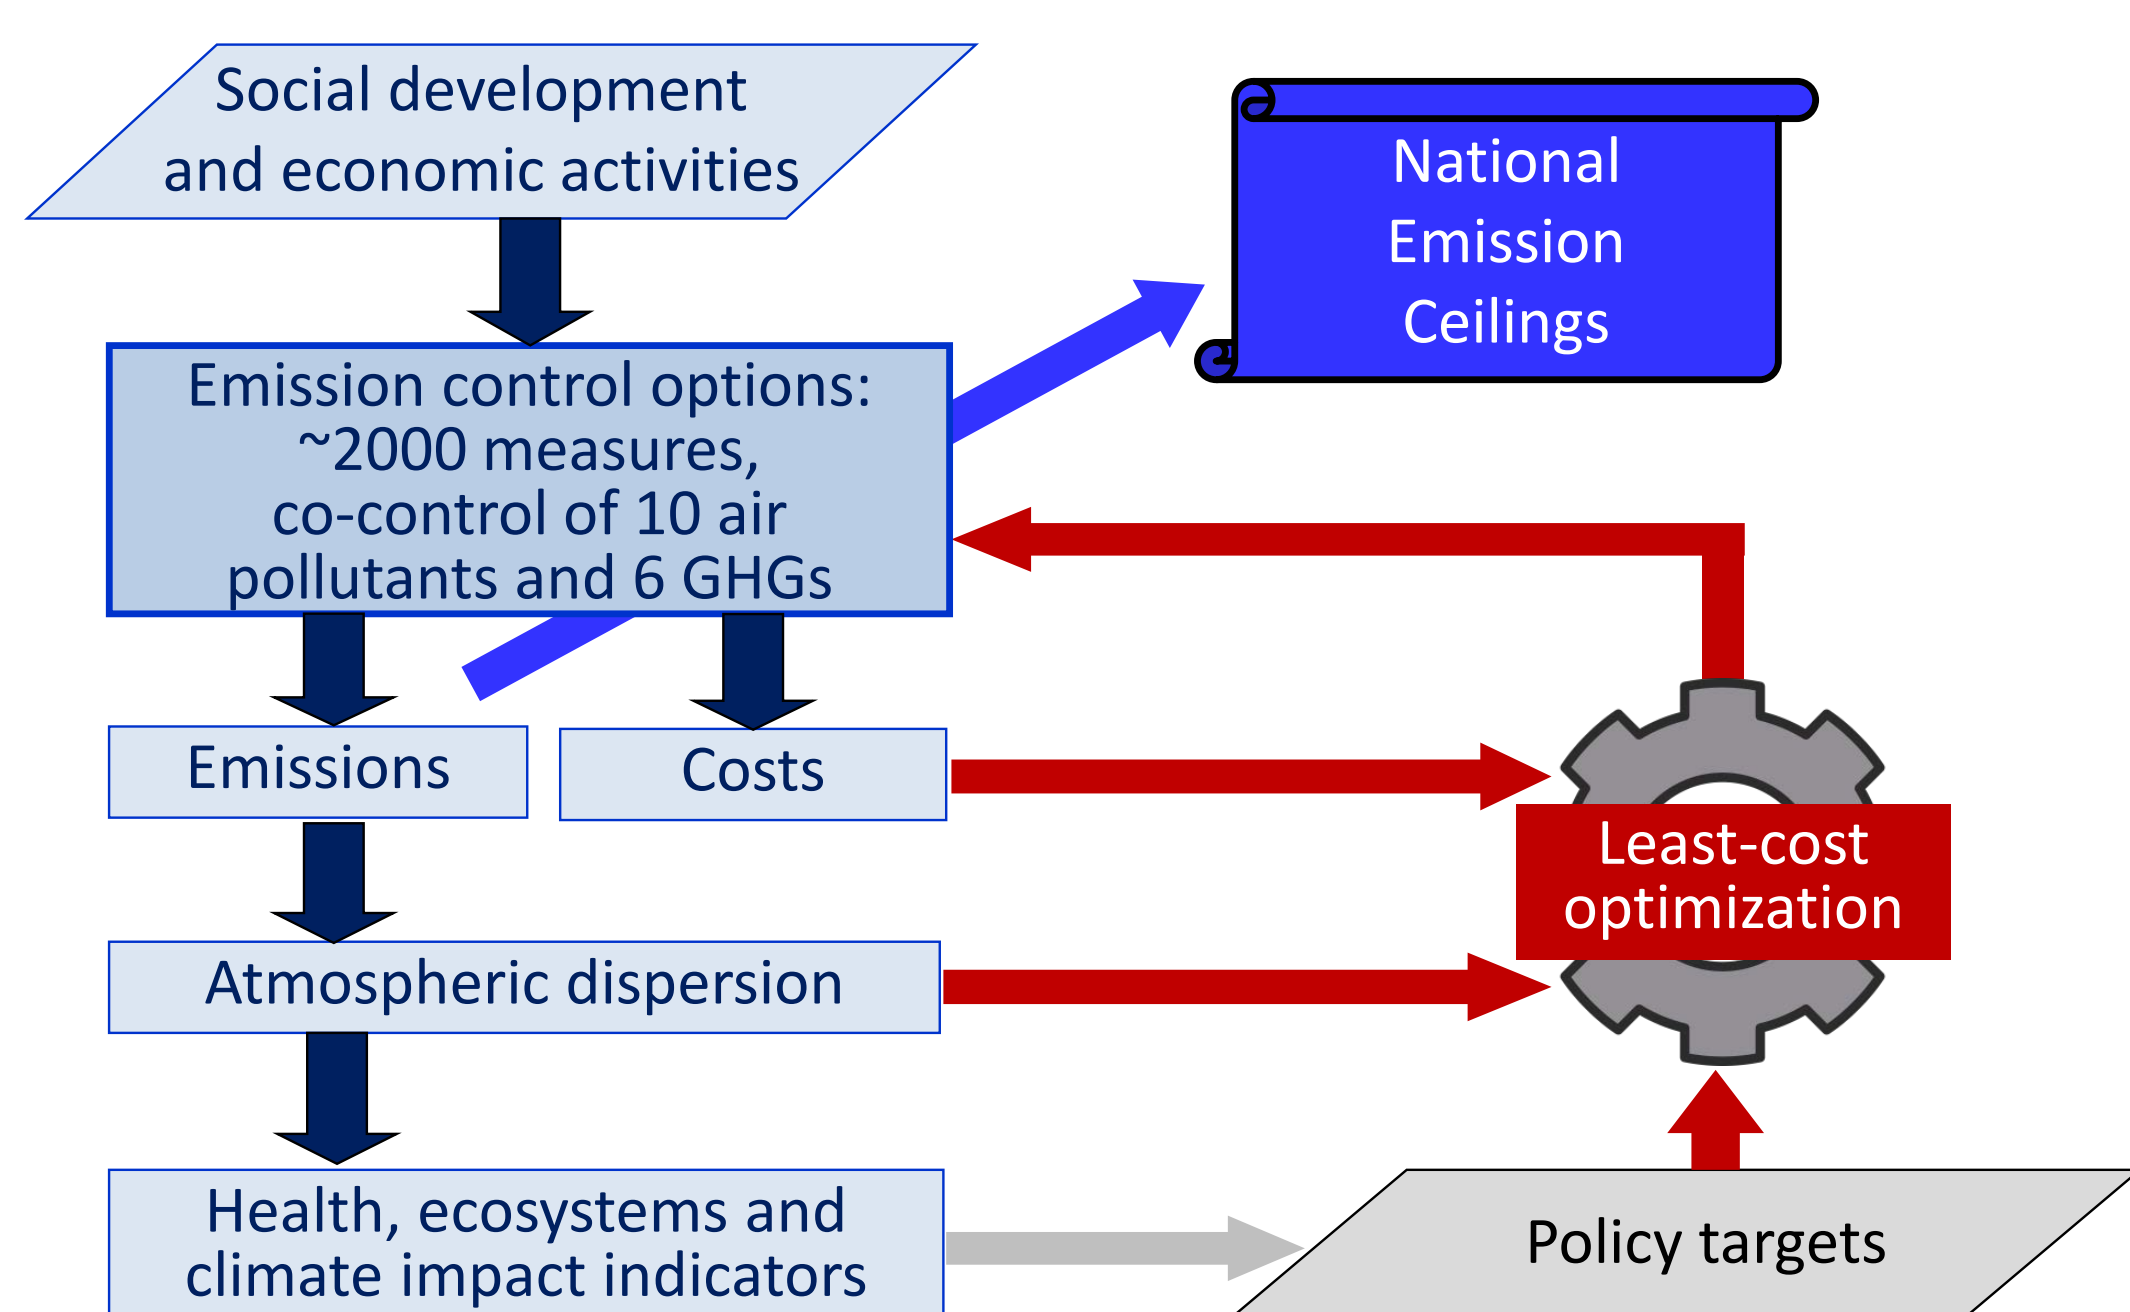 Social development
and economic activities
National
Emission
Ceilings
Emission control options:
~2000 measures,
co-control of 10 air
pollutants and 6 GHGs
Emissions
Costs
Least-cost
optimization
Atmospheric dispersion
Health, ecosystems and
climate impact indicators
Policy targets